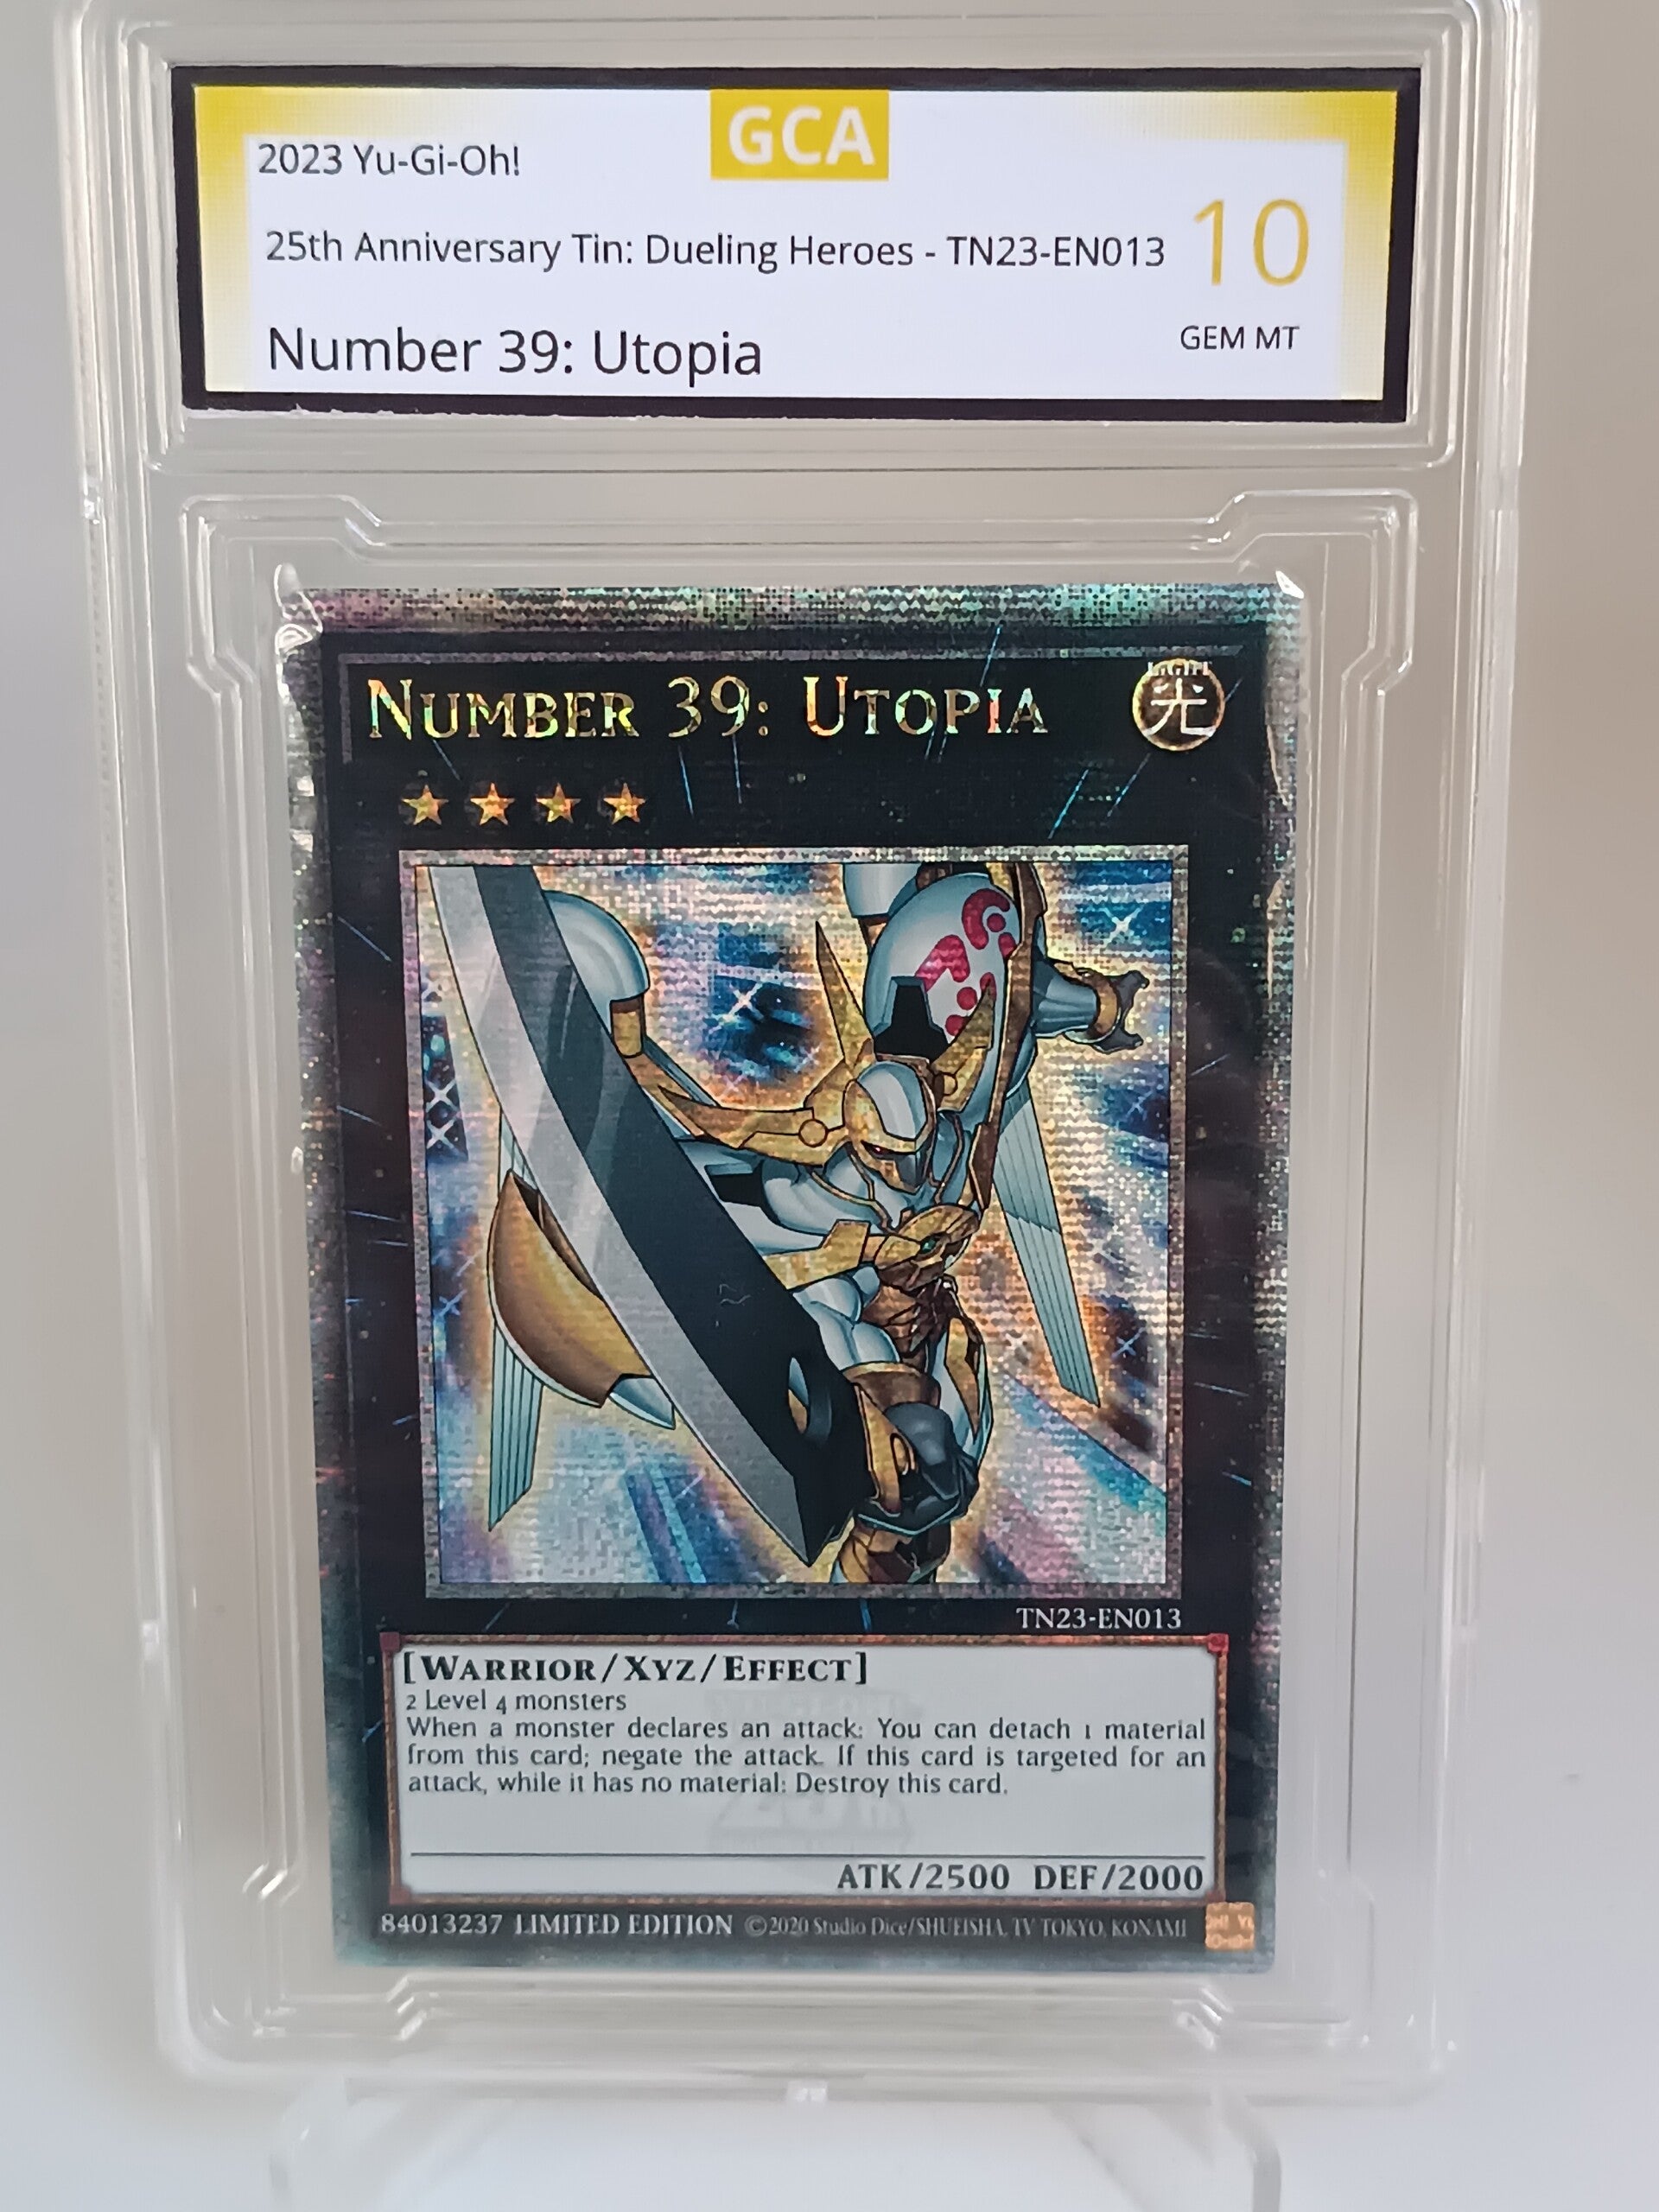 GCA
2023 Yu-Gi-Oh!
25th Anniversary Tin: Dueling Heroes - TN23-EN013
10
Number 39: Utopia
GEM MT
NUMBER 39: UTOPIA
LIGHT
光
TN23-EN013
[WARRIOR/XYZ/EFFECT]
2 Level 4 monsters
When a monster declares an attack: You can detach 1 material
from this card; negate the attack. If this card is targeted for an
attack, while it has no material: Destroy this card.
ATK/2500 DEF/2000
84013237 LIMITED EDITION ©2020 Studio Dice/SHUEISHA, TV TOKYO, KONAMI